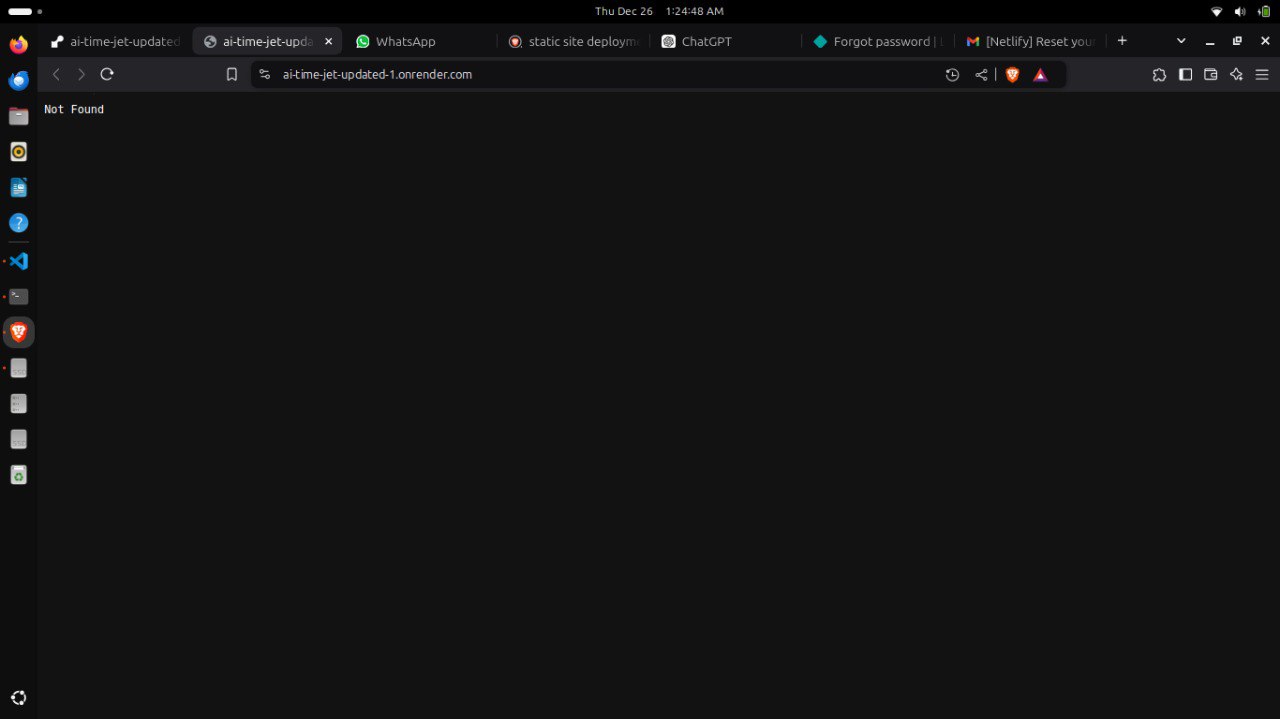 Thu Dec 26 1:24:48 AM
ai-time-jet-updated
ai-time-jet-upda
WhatsApp
static site deployme
ChatGPT
Forgot password |
[Netlify] Reset your
ai-time-jet-updated-1.onrender.com
Not Found